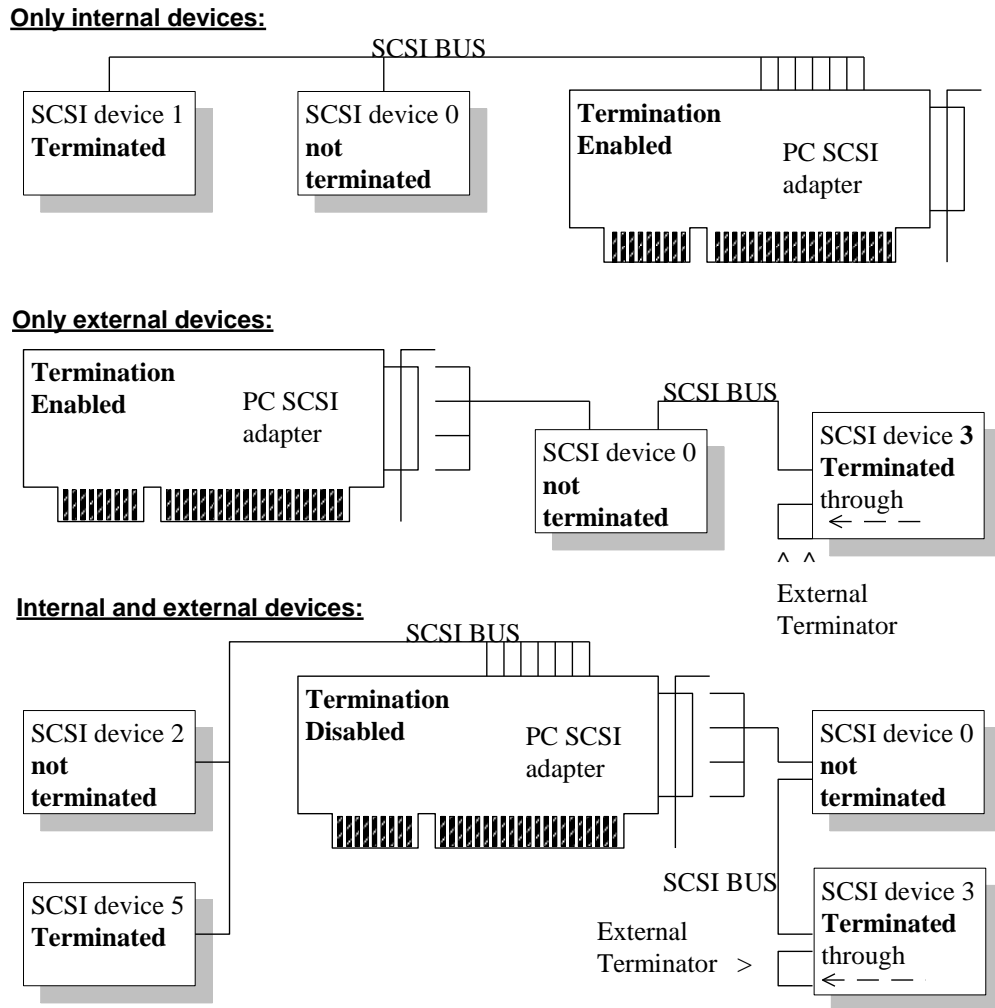 Only internal devices:
SCSI BUS
SCSI device 1
Terminated
SCSI device 0
not
terminated
Termination
Enabled
PC SCSI
adapter
Only external devices:
Termination
Enabled
PC SCSI
adapter
SCSI BUS
SCSI device 0
not
terminated
SCSI device 3
Terminated
through
^ ^
External
Terminator
Internal and external devices:
SCSI BUS
SCSI device 2
not
terminated
Termination
Disabled
PC SCSI
adapter
SCSI device 0
not
terminated
SCSI device 5
Terminated
SCSI BUS
External
Terminator >
SCSI device 3
Terminated
through